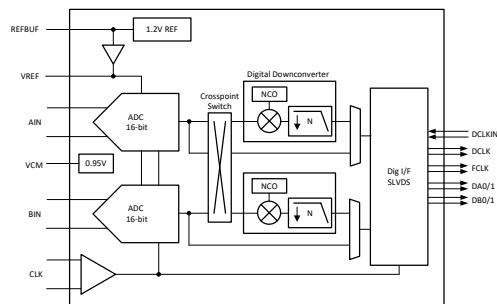 REFBUF
1.2V REF
VREF
Crosspoint
Switch
Digital Downconverter
NCO
N
AIN
ADC
16-bit
VCM
0.95V
DCLKIN
DCLK
FCLK
DA0/1
DB0/1
Dig I/F
SLVDS
NCO
N
BIN
ADC
16-bit
CLK